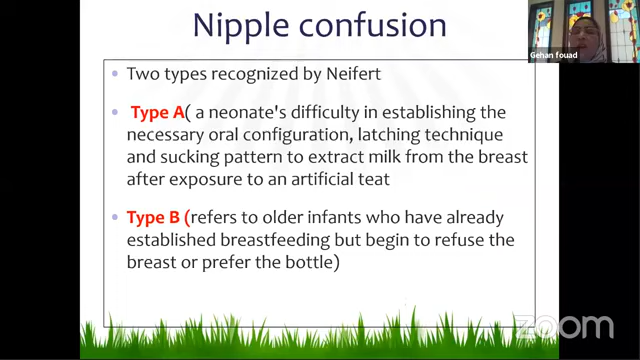 Nipple confusion
Gehan fouad
• Two types recognized by Neifert
• Type A( a neonate's difficulty in establishing the
necessary oral configuration, latching technique
and sucking pattern to extract milk from the breast
after exposure to an artificial teat
• Type B (refers to older infants who have already
established breastfeeding but begin to refuse the
breast or prefer the bottle)
zoom